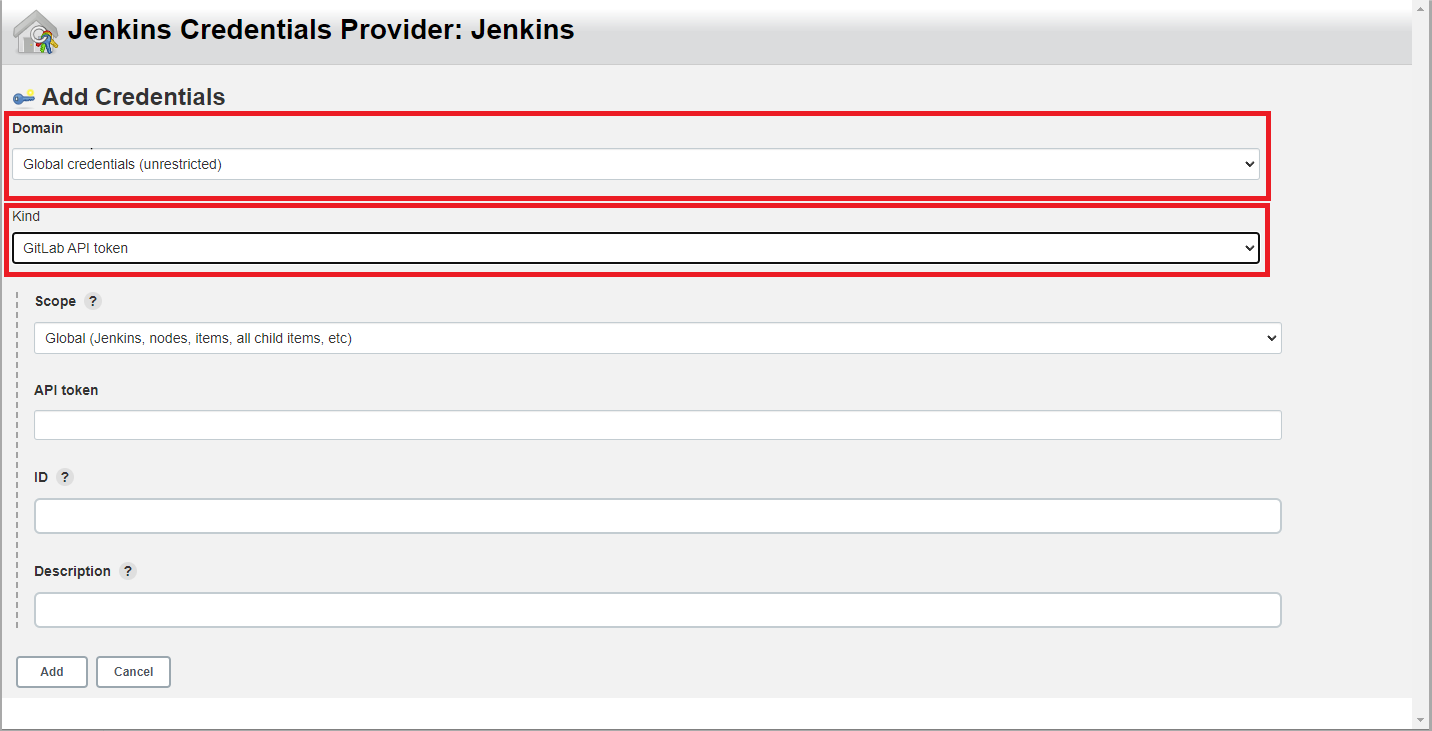 Jenkins Credentials Provider: Jenkins
Add Credentials
Domain
Global credentials (unrestricted)
Kind
GitLab API token
Scope ?
Global (Jenkins, nodes, items, all child items, etc)
API token
ID ?
Description ?
Add Cancel